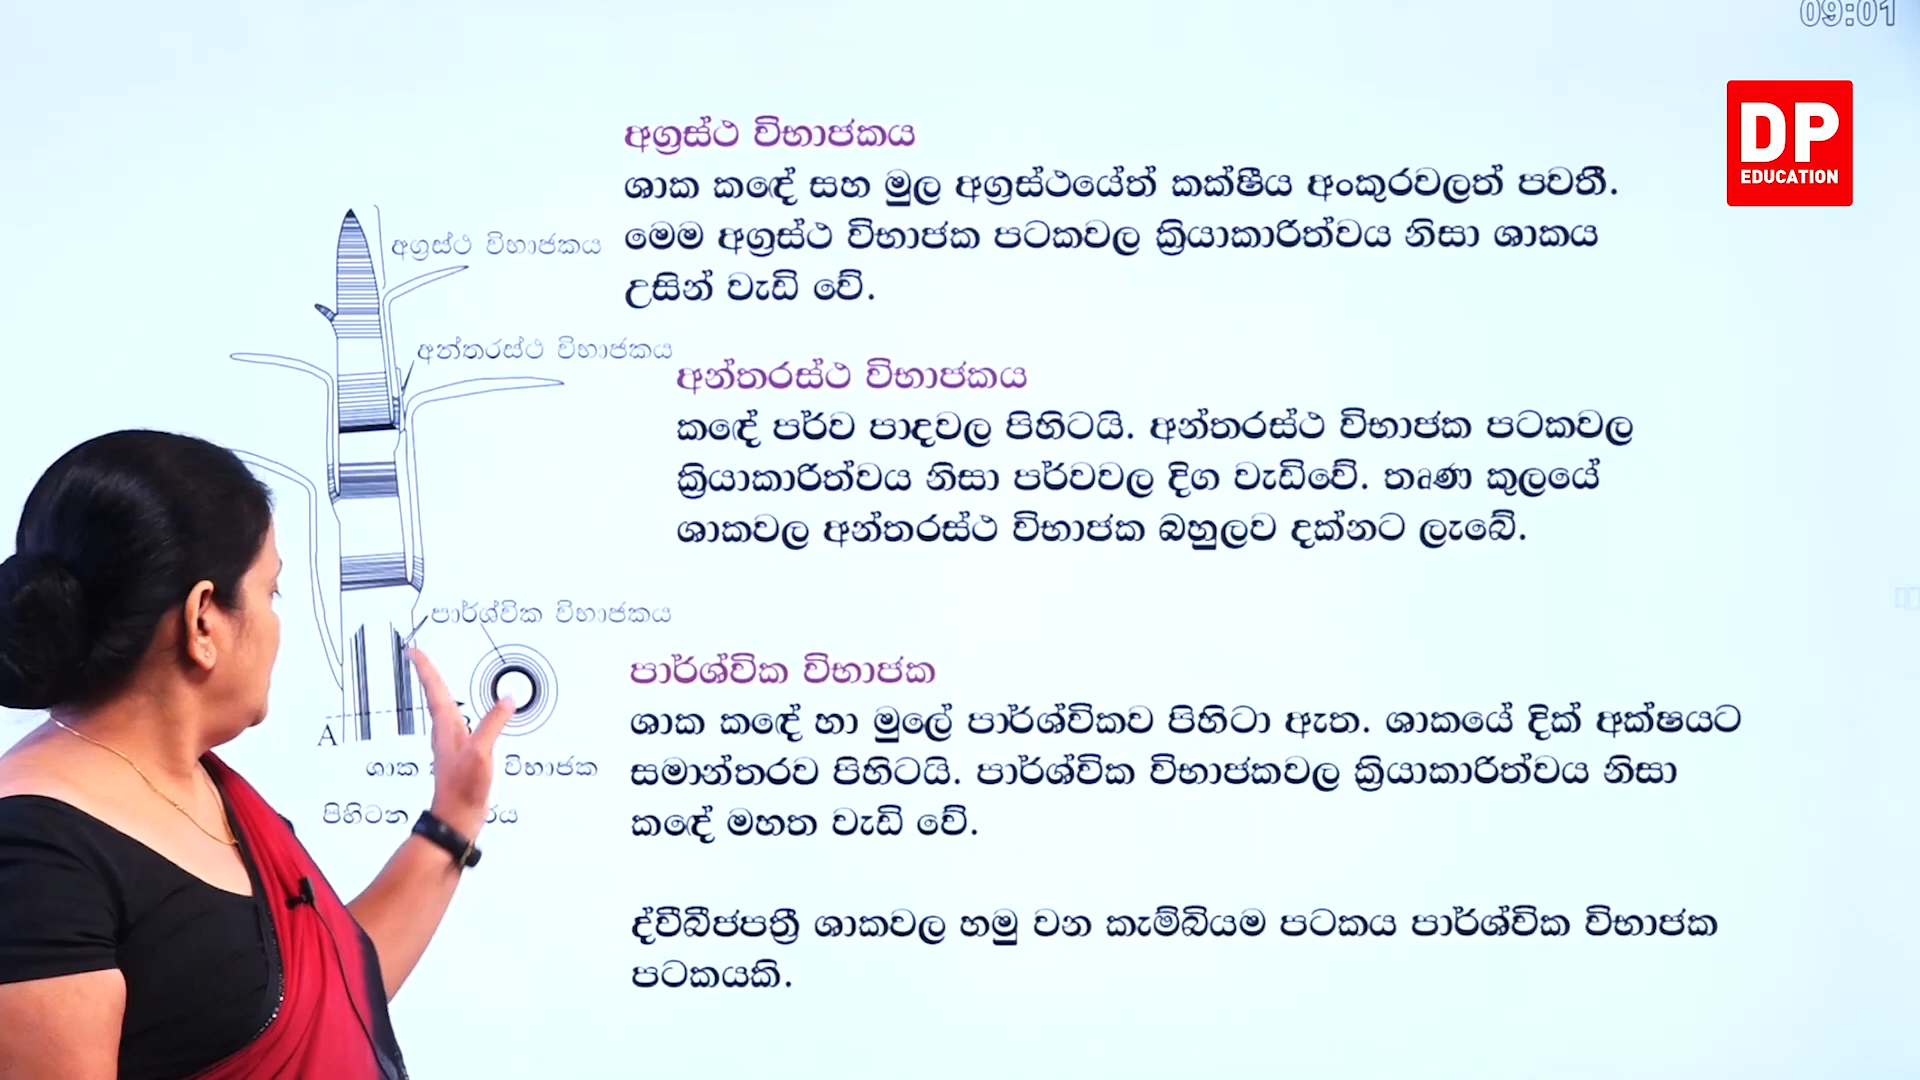 09:01
DP
EDUCATION
අග්‍රස්ථ විභාජකය
ශාක කඳේ සහ මුල අග්‍රස්ථයේත් කක්ෂීය අංකුරවලත් පවතී.
මෙම අග්‍රස්ථ විභාජක පටකවල ක්‍රියාකාරිත්වය නිසා ශාකය
උසින් වැඩි වේ.
අග්‍රස්ථ විභාජකය
අන්තරස්ථ විභාජකය
අන්තරස්ථ විභාජකය
කඳේ පර්ව පාදවල පිහිටයි. අන්තරස්ථ විභාජක පටකවල
ක්‍රියාකාරිත්වය නිසා පර්වවල දිග වැඩිවේ. තෘණ කුලයේ
ශාකවල අන්තරස්ථ විභාජක බහුලව දක්නට ලැබේ.
පාර්ශ්වික විභාජකය
A
ශාක
විභාජක
පිහිටන
පාර්ශ්වික විභාජක
ශාක කඳේ හා මුලේ පාර්ශ්විකව පිහිටා ඇත. ශාකයේ දික් අක්ෂයට
සමාන්තරව පිහිටයි. පාර්ශ්වික විභාජකවල ක්‍රියාකාරිත්වය නිසා
කඳේ මහත වැඩි වේ.
ද්වීබීජපත්‍රී ශාකවල හමු වන කැම්බියම පටකය පාර්ශ්වික විභාජක
පටකයකි.